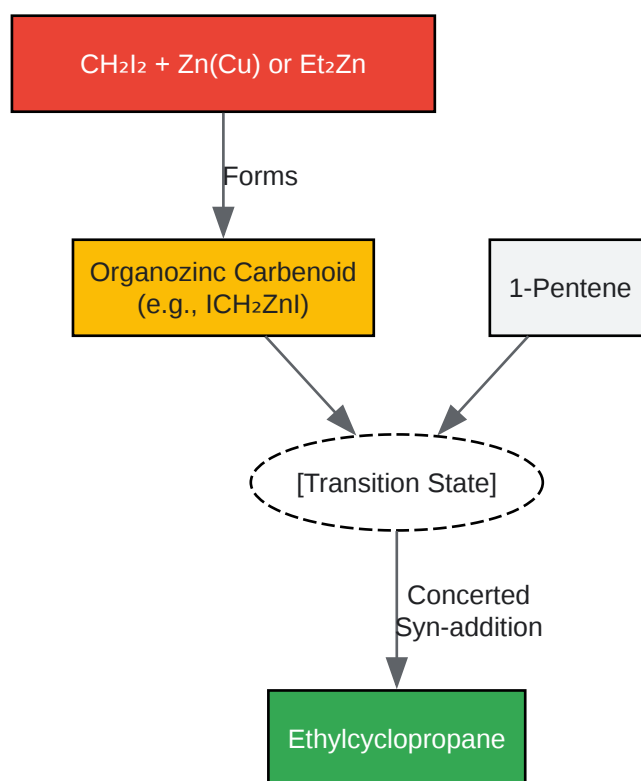 CH₂I₂ + Zn(Cu) or Et₂Zn
Forms
Organozinc Carbenoid
(e.g., ICH₂ZnI)
1-Pentene
[Transition State]
Concerted
Syn-addition
Ethylcyclopropane